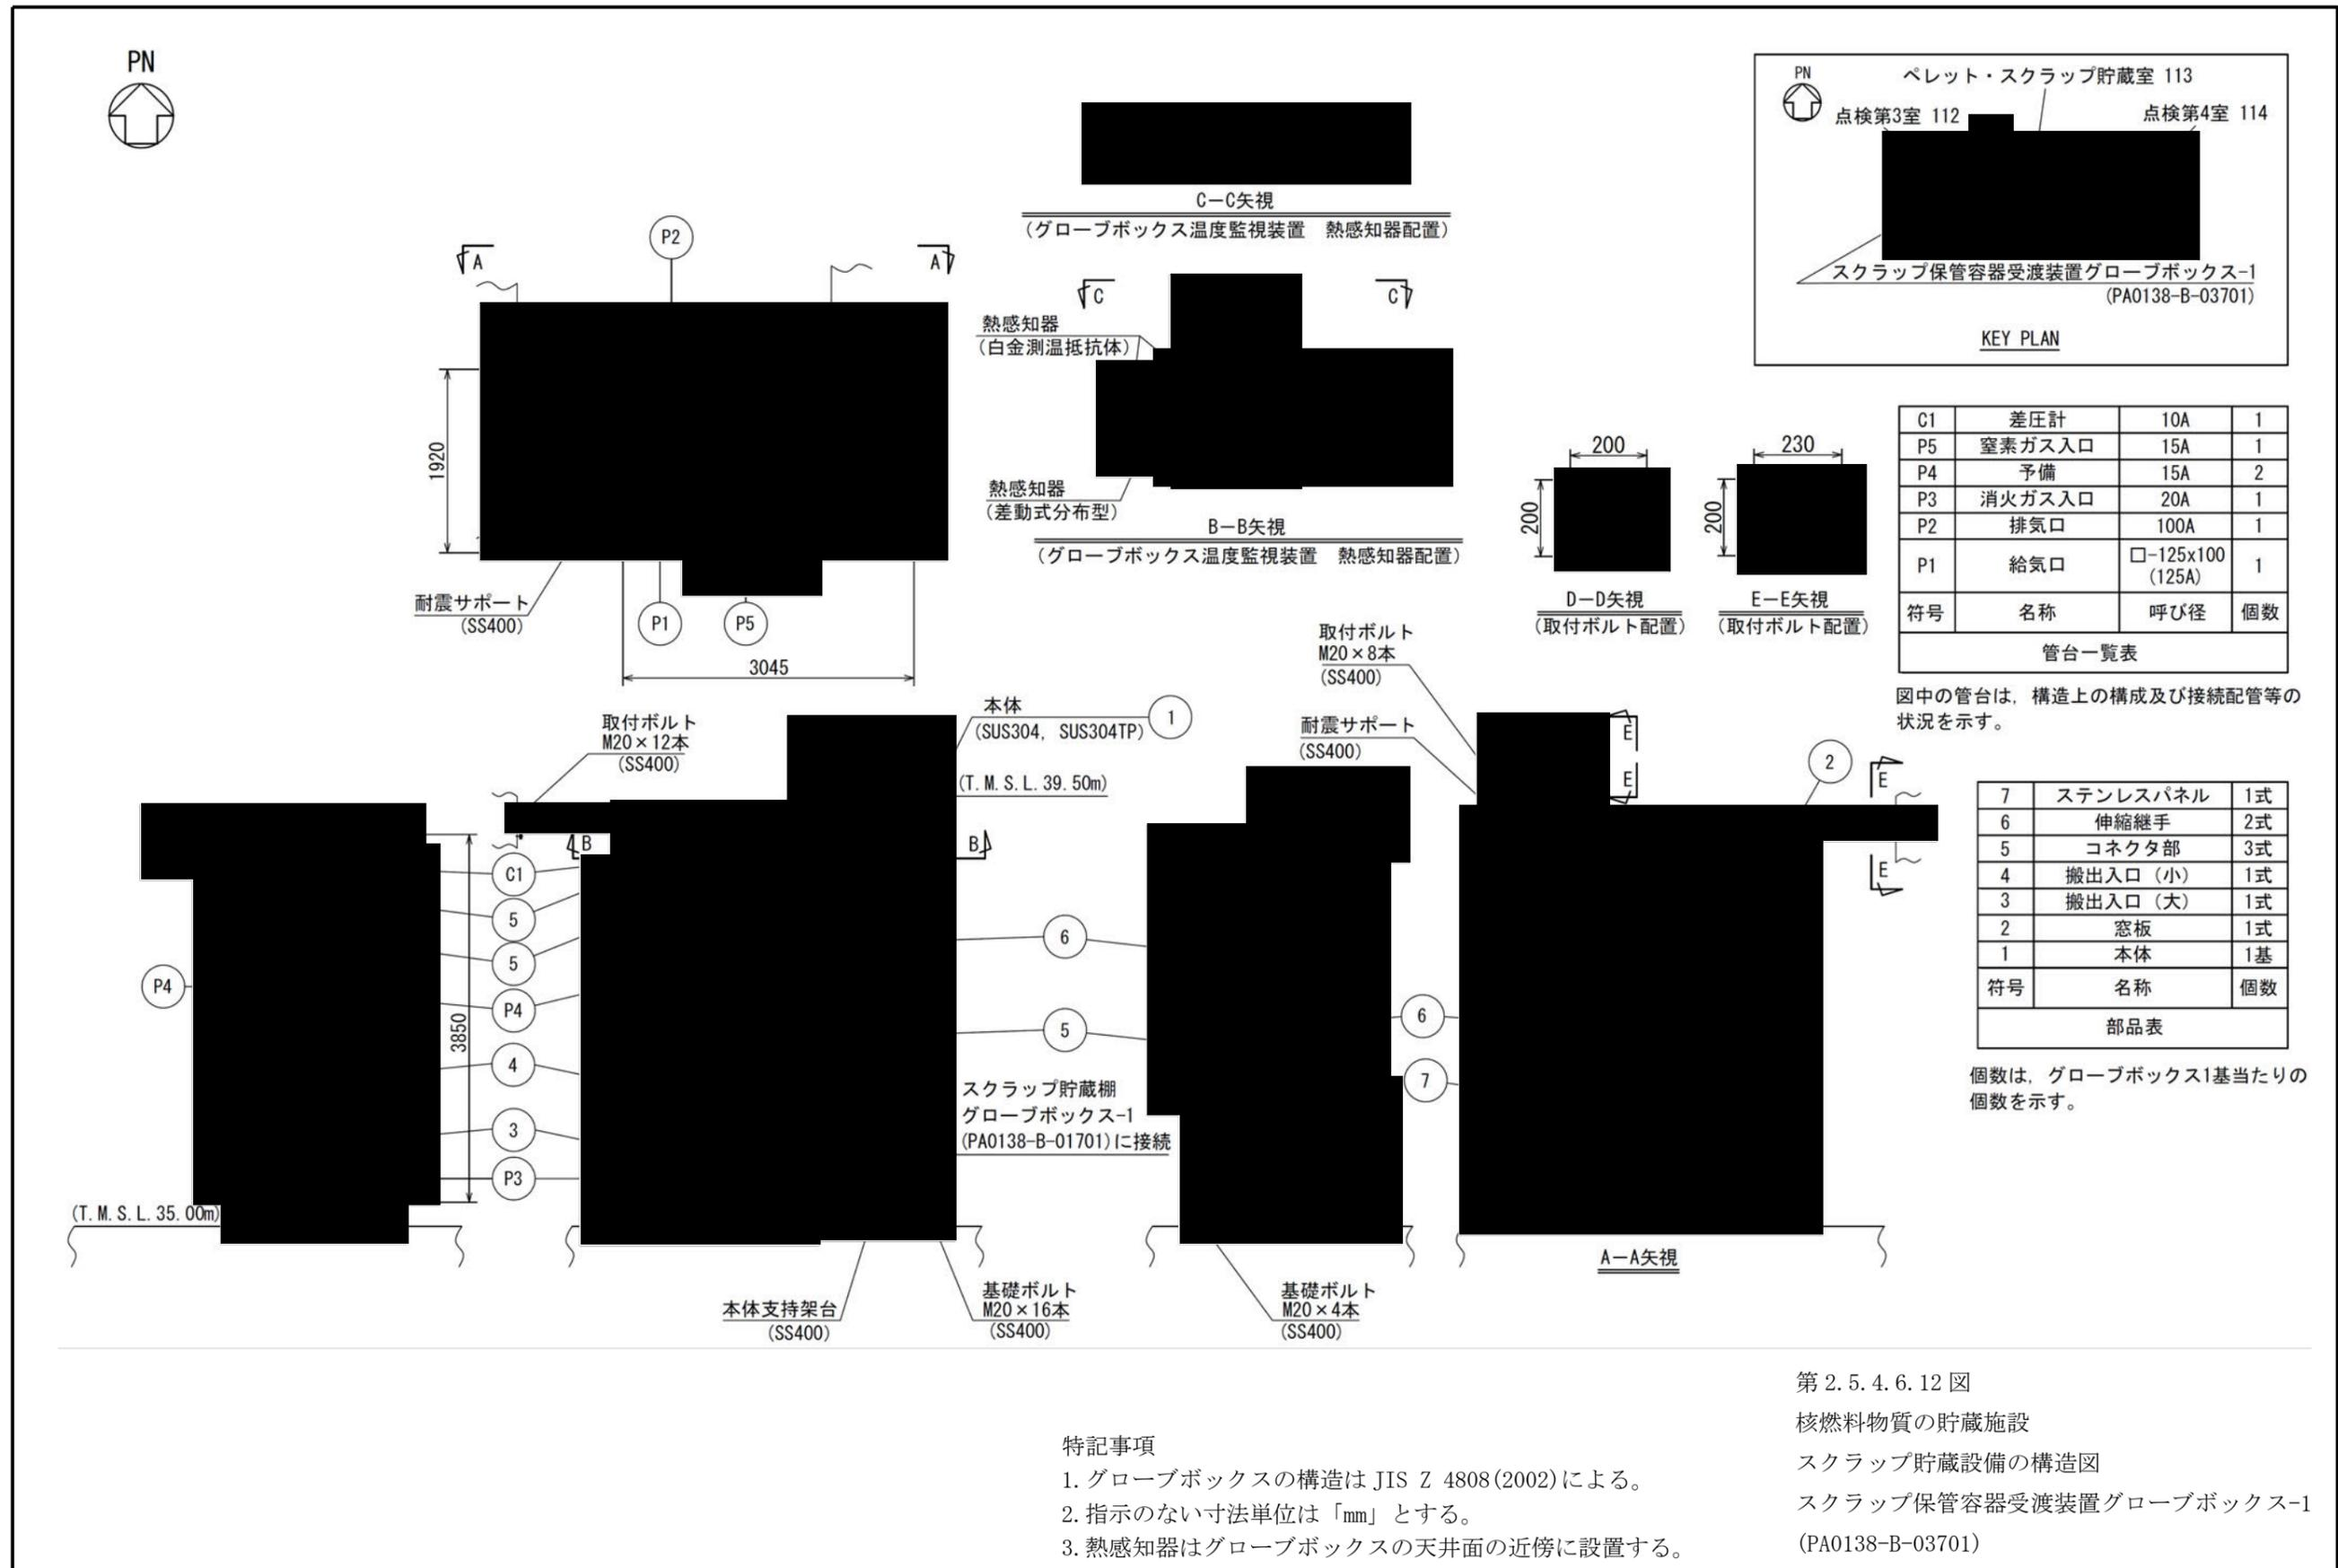 PN
C-C矢視
(グローブボックス温度監視装置 熱感知器配置)
PN
ペレット・スクラップ貯蔵室 113
点検第3室 112
点検第4室 114
スクラップ保管容器受渡装置グローブボックス-1
(PA0138-B-03701)
KEY PLAN
P2
A
A
1920
耐震サポート
(SS400)
P1
P5
3045
C
C
熱感知器
(白金測温抵抗体)
熱感知器
(差動式分布型)
B-B矢視
(グローブボックス温度監視装置 熱感知器配置)
200
200
D-D矢視
(取付ボルト配置)
230
200
E-E矢視
(取付ボルト配置)
C1 差圧計 10A 1
P5 窒素ガス入口 15A 1
P4 予備 15A 2
P3 消火ガス入口 20A 1
P2 排気口 100A 1
P1 給気口 □-125x100 (125A) 1
符号 名称 呼び径 個数
管台一覧表
図中の管台は，構造上の構成及び接続配管等の
状況を示す。
取付ボルト
M20×12本
(SS400)
本体
(SUS304, SUS304TP)
1
(T.M.S.L.39.50m)
B
B
P4
C1
5
5
P4
4
3
P3
3850
(T.M.S.L.35.00m)
6
5
スクラップ貯蔵棚
グローブボックス-1
(PA0138-B-01701)に接続
本体支持架台
(SS400)
基礎ボルト
M20×16本
(SS400)
取付ボルト
M20×8本
(SS400)
耐震サポート
(SS400)
E
E
2
E
E
6
7
A-A矢視
基礎ボルト
M20×4本
(SS400)
7 ステンレスパネル 1式
6 伸縮継手 2式
5 コネクタ部 3式
4 搬出入口（小） 1式
3 搬出入口（大） 1式
2 窓板 1式
1 本体 1基
符号 名称 個数
部品表
個数は，グローブボックス1基当たりの
個数を示す。
特記事項
1.グローブボックスの構造は JIS Z 4808(2002)による。
2.指示のない寸法単位は「mm」とする。
3.熱感知器はグローブボックスの天井面の近傍に設置する。
第 2.5.4.6.12 図
核燃料物質の貯蔵施設
スクラップ貯蔵設備の構造図
スクラップ保管容器受渡装置グローブボックス-1
(PA0138-B-03701)